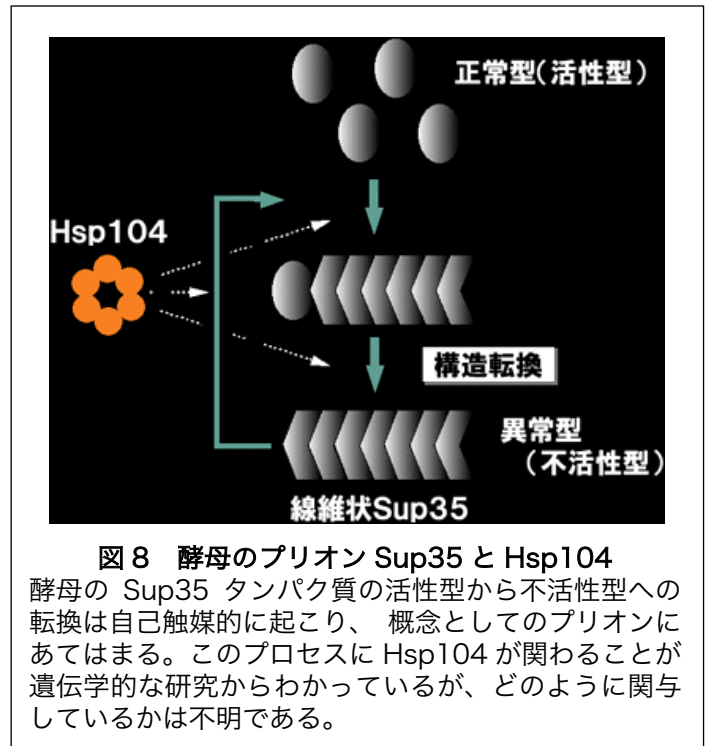 正常型(活性型)
Hsp104
構造転換
異常型
(不活性型)
線維状Sup35
図8 酵母のプリオン Sup35 と Hsp104
酵母の Sup35 タンパク質の活性型から不活性型への
転換は自己触媒的に起こり、 概念としてのプリオンに
あてはまる。このプロセスに Hsp104 が関わることが
遺伝学的な研究からわかっているが、どのように関与
しているかは不明である。